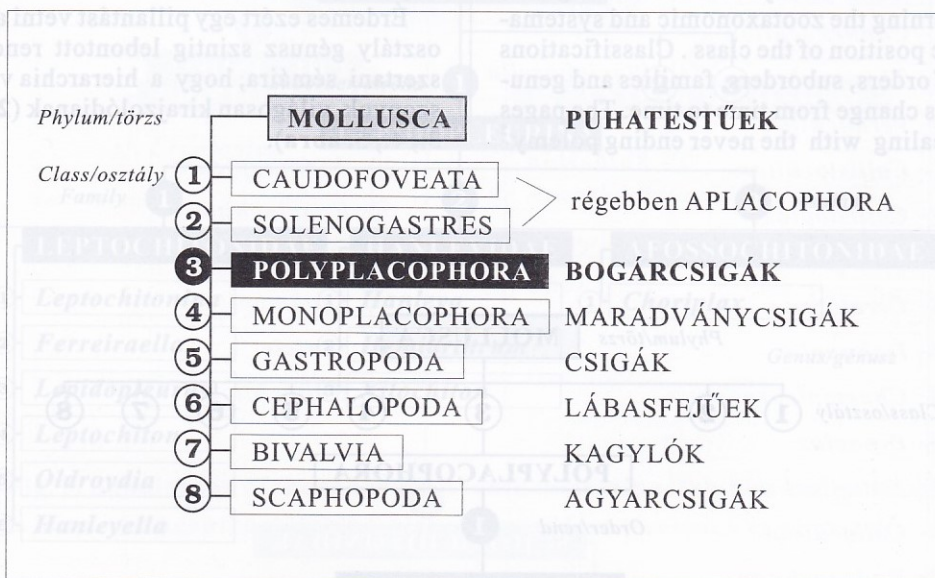 Phylum/törzs MOLLUSCA PUHATESTŰEK
Class/osztály 1 CAUDOFOVEATA
régebben APLACOPHORA
2 SOLENOGASTRES
3 POLYPLACOPHORA BOGÁRCSIGÁK
4 MONOPLACOPHORA MARADVÁNYCSIGÁK
5 GASTROPODA CSIGÁK
6 CEPHALOPODA LÁBASFEJŰEK
7 BIVALVIA KAGYLÓK
8 SCAPHOPODA AGYARCSIGÁK